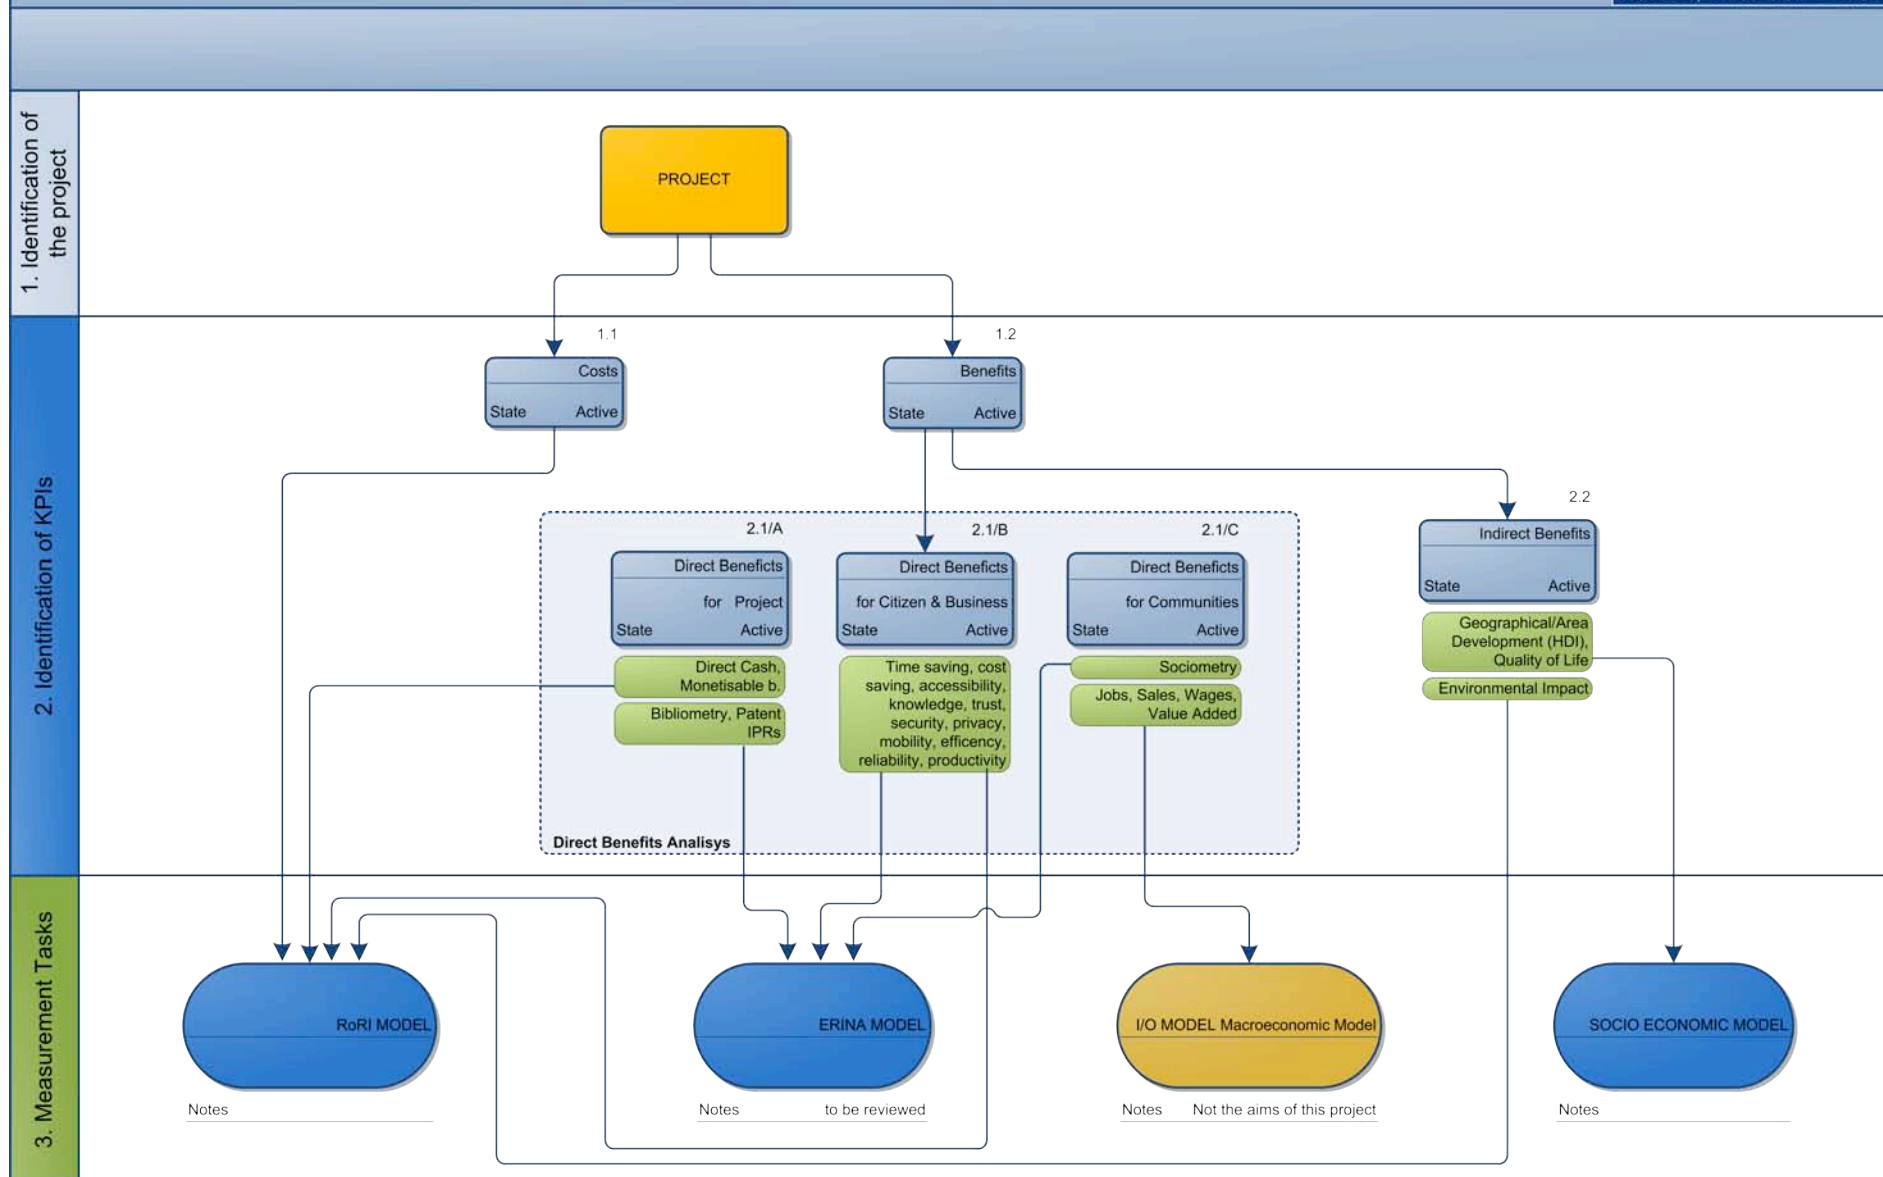 1. Identification of
the project
PROJECT
1.1
Costs
State Active
1.2
Benefits
State Active
2. Identification of KPIs
2.1/A
Direct Beneficts
for Project
State Active
Direct Cash,
Monetisable b.
Bibliometry, Patent
IPRs
2.1/B
Direct Beneficts
for Citizen & Business
State Active
Time saving, cost
saving, accessibility,
knowledge, trust,
security, privacy,
mobility, efficency,
reliability, productivity
2.1/C
Direct Beneficts
for Communities
State Active
Sociometry
Jobs, Sales, Wages,
Value Added
Direct Benefits Analisys
2.2
Indirect Benefits
State Active
Geographical/Area
Development (HDI),
Quality of Life
Environmental Impact
3. Measurement Tasks
RoRI MODEL
Notes
ERINA MODEL
Notes to be reviewed
I/O MODEL Macroeconomic Model
Notes Not the aims of this project
SOCIO ECONOMIC MODEL
Notes